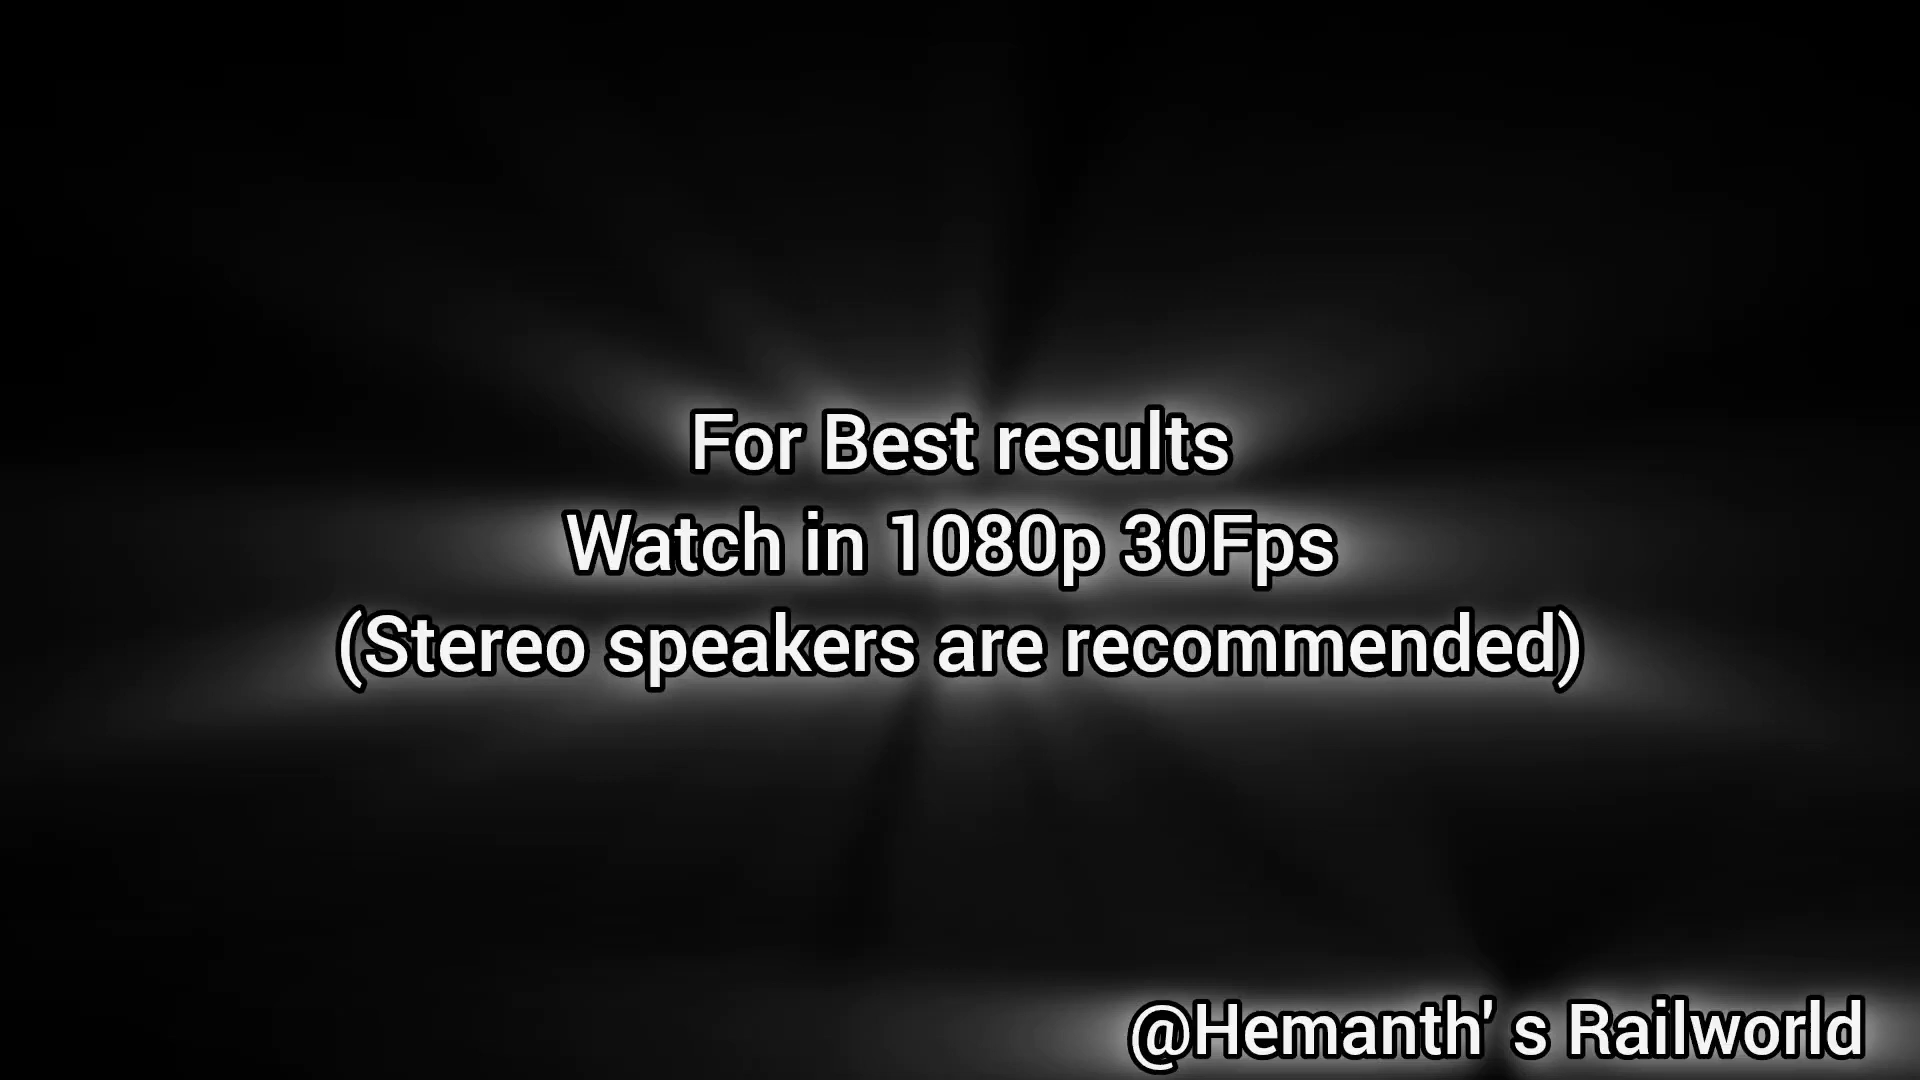 For Best results
Watch in 1080p 30Fps
(Stereo speakers are recommended)
@Hemanth' s Railworld